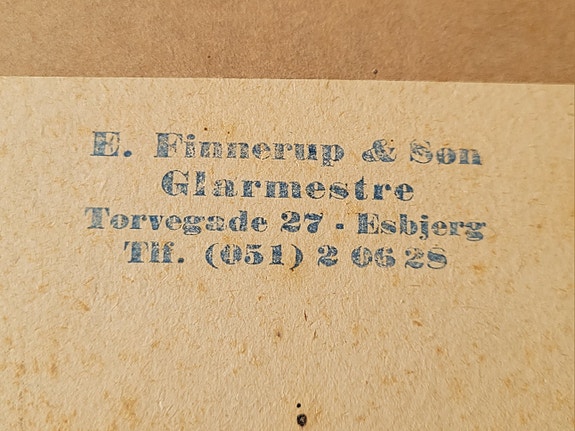 E. Finnerup & Søn
Glarmestre
Torvegade 27 - Esbjerg
Tlf. (051) 2 06 28